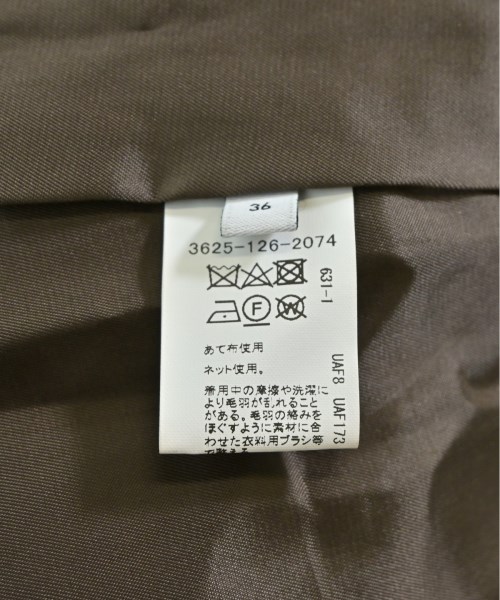 36
3625-126-2074
631-1
F
W
あて布使用
ネット使用。
着用中の摩擦や洗濯に
より毛羽が乱れること
がある。毛羽の絡みを
ほぐすように素材に合
わせた衣料用ブラシ等
UAF8 UAF173